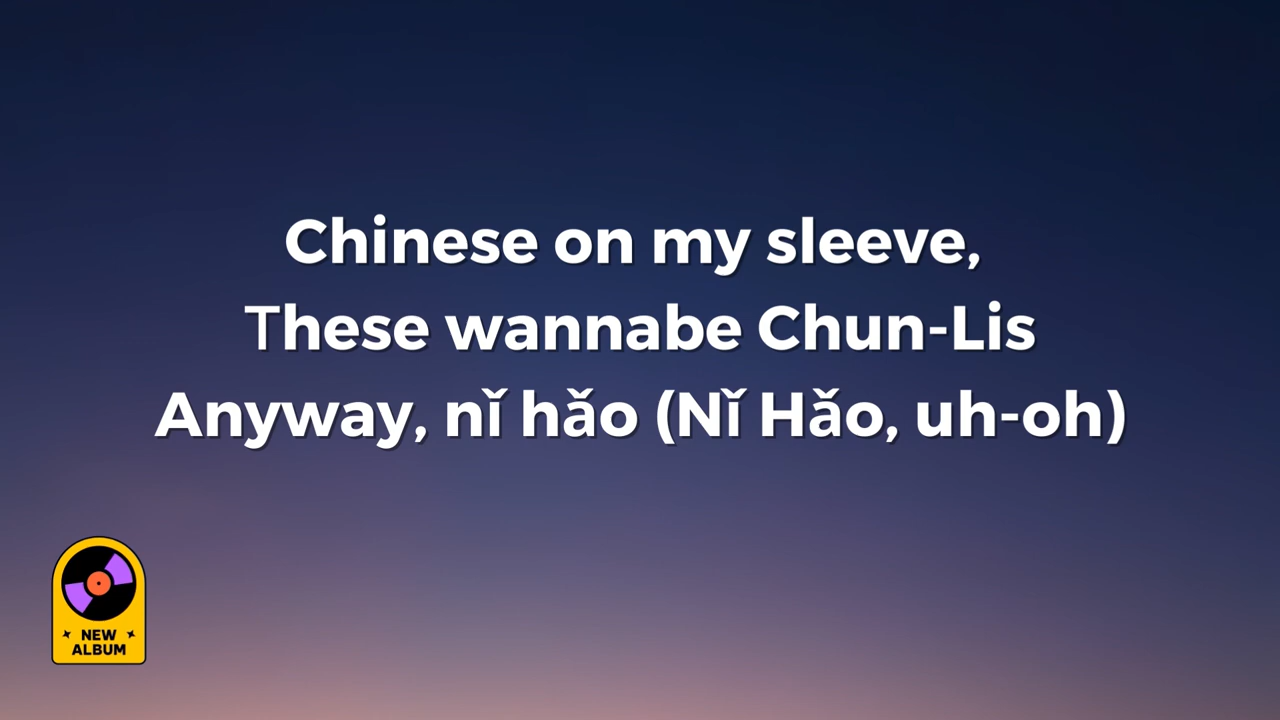 Chinese on my sleeve,
These wannabe Chun-Lis
Anyway, nǐ hǎo (Nǐ Hǎo, uh-oh)
NEW
ALBUM